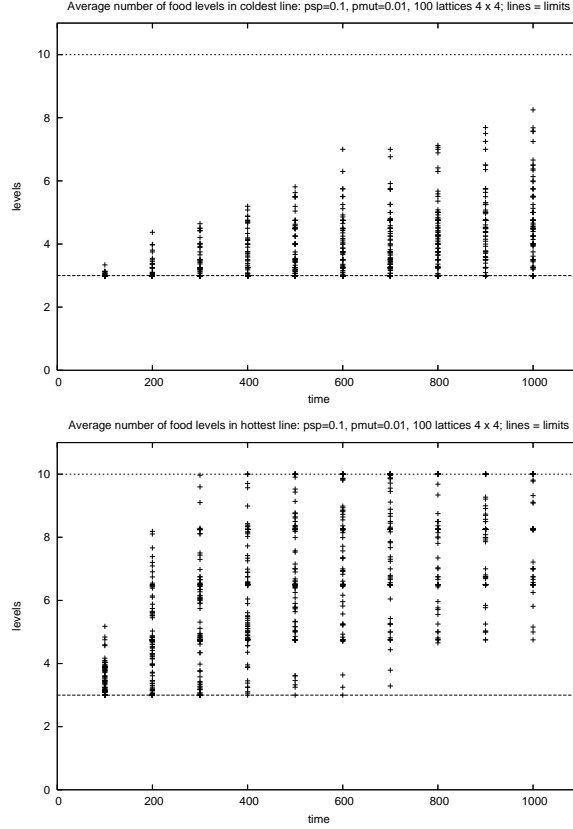 Average number of food levels in coldest line: psp=0.1, pmut=0.01, 100 lattices 4 x 4; lines = limits
10
8
6
4
2
0
levels
0 200 400 600 800 1000
time
Average number of food levels in hottest line: psp=0.1, pmut=0.01, 100 lattices 4 x 4; lines = limits
10
8
6
4
2
0
levels
0 200 400 600 800 1000
time